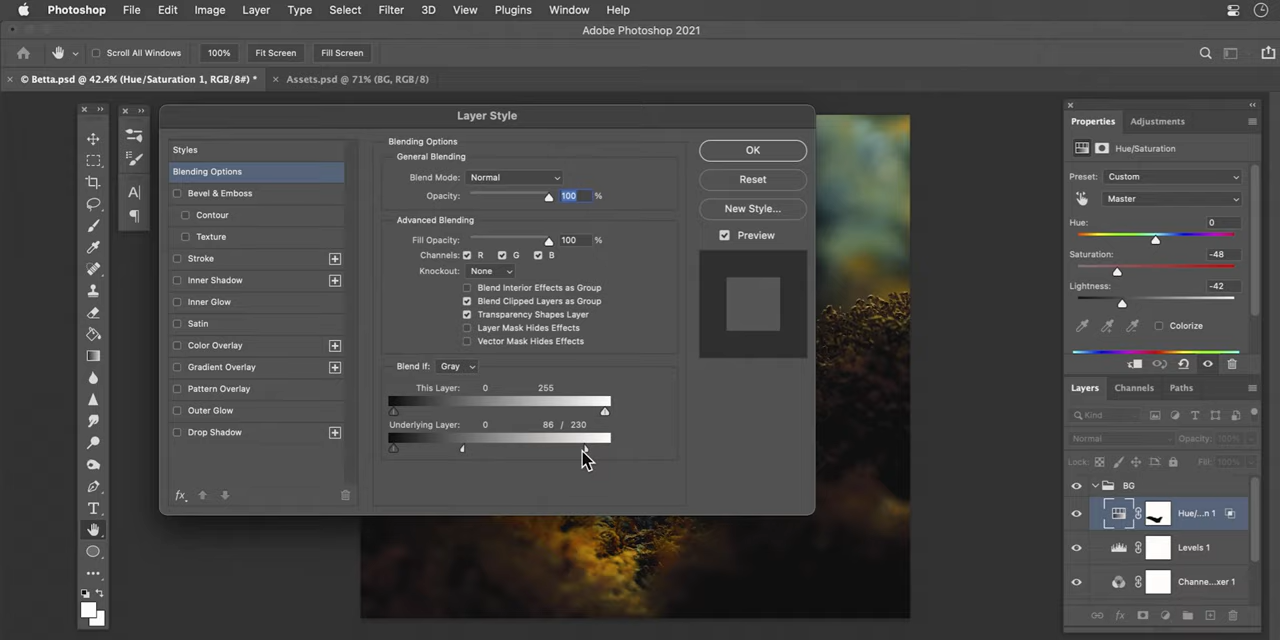 Photoshop File Edit Image Layer Type Select Filter 3D View Plugins Window Help
Adobe Photoshop 2021
Scroll All Windows 100% Fit Screen Fill Screen
× © Betta.psd @ 42.4% (Hue/Saturation 1, RGB/8#) * × Assets.psd @ 71% (BG, RGB/8)
Layer Style
Styles
Blending Options
Bevel & Emboss
Contour
Texture
Stroke
Inner Shadow
Inner Glow
Satin
Color Overlay
Gradient Overlay
Pattern Overlay
Outer Glow
Drop Shadow
fx
Blending Options
General Blending
Blend Mode: Normal
Opacity: 100 %
Advanced Blending
Fill Opacity: 100 %
Channels: R G B
Knockout: None
Blend Interior Effects as Group
Blend Clipped Layers as Group
Transparency Shapes Layer
Layer Mask Hides Effects
Vector Mask Hides Effects
Blend If: Gray
This Layer: 0 255
Underlying Layer: 0 86 / 230
OK
Reset
New Style...
Preview
Properties Adjustments
Hue/Saturation
Preset: Custom
Master
Hue: 0
Saturation: -48
Lightness: -42
Colorize
Layers Channels Paths
Kind
Normal Opacity: 100%
Lock: Fill: 100%
BG
Hue/...n 1
Levels 1
Channe...xer 1
fx